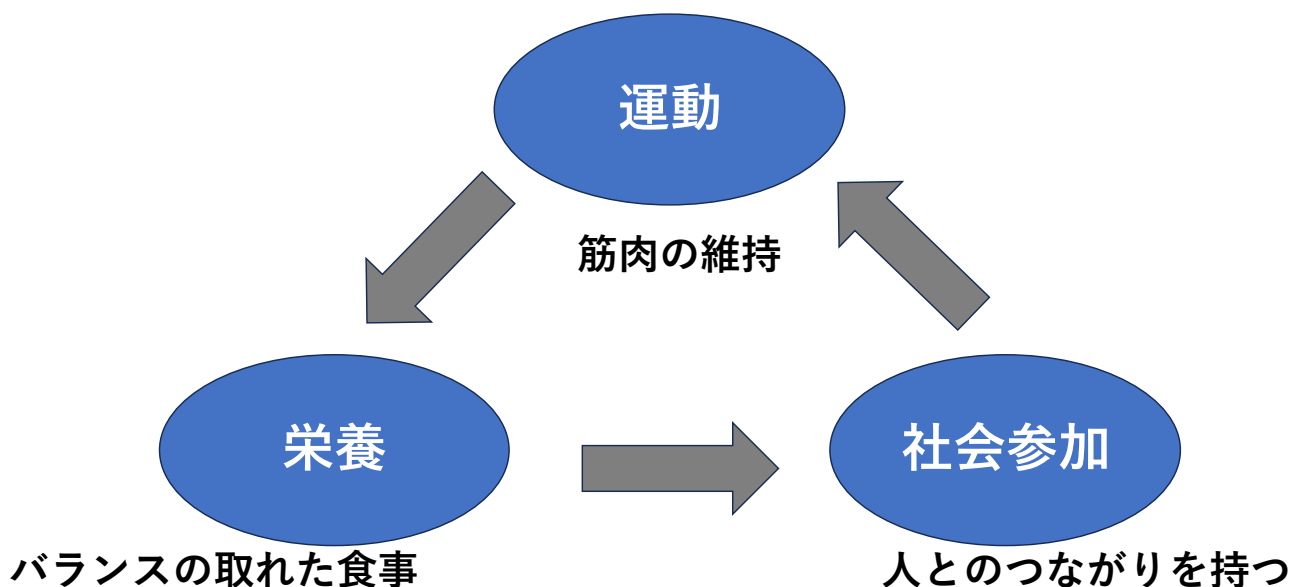 運動
筋肉の維持
栄養
社会参加
バランスの取れた食事
人とのつながりを持つ